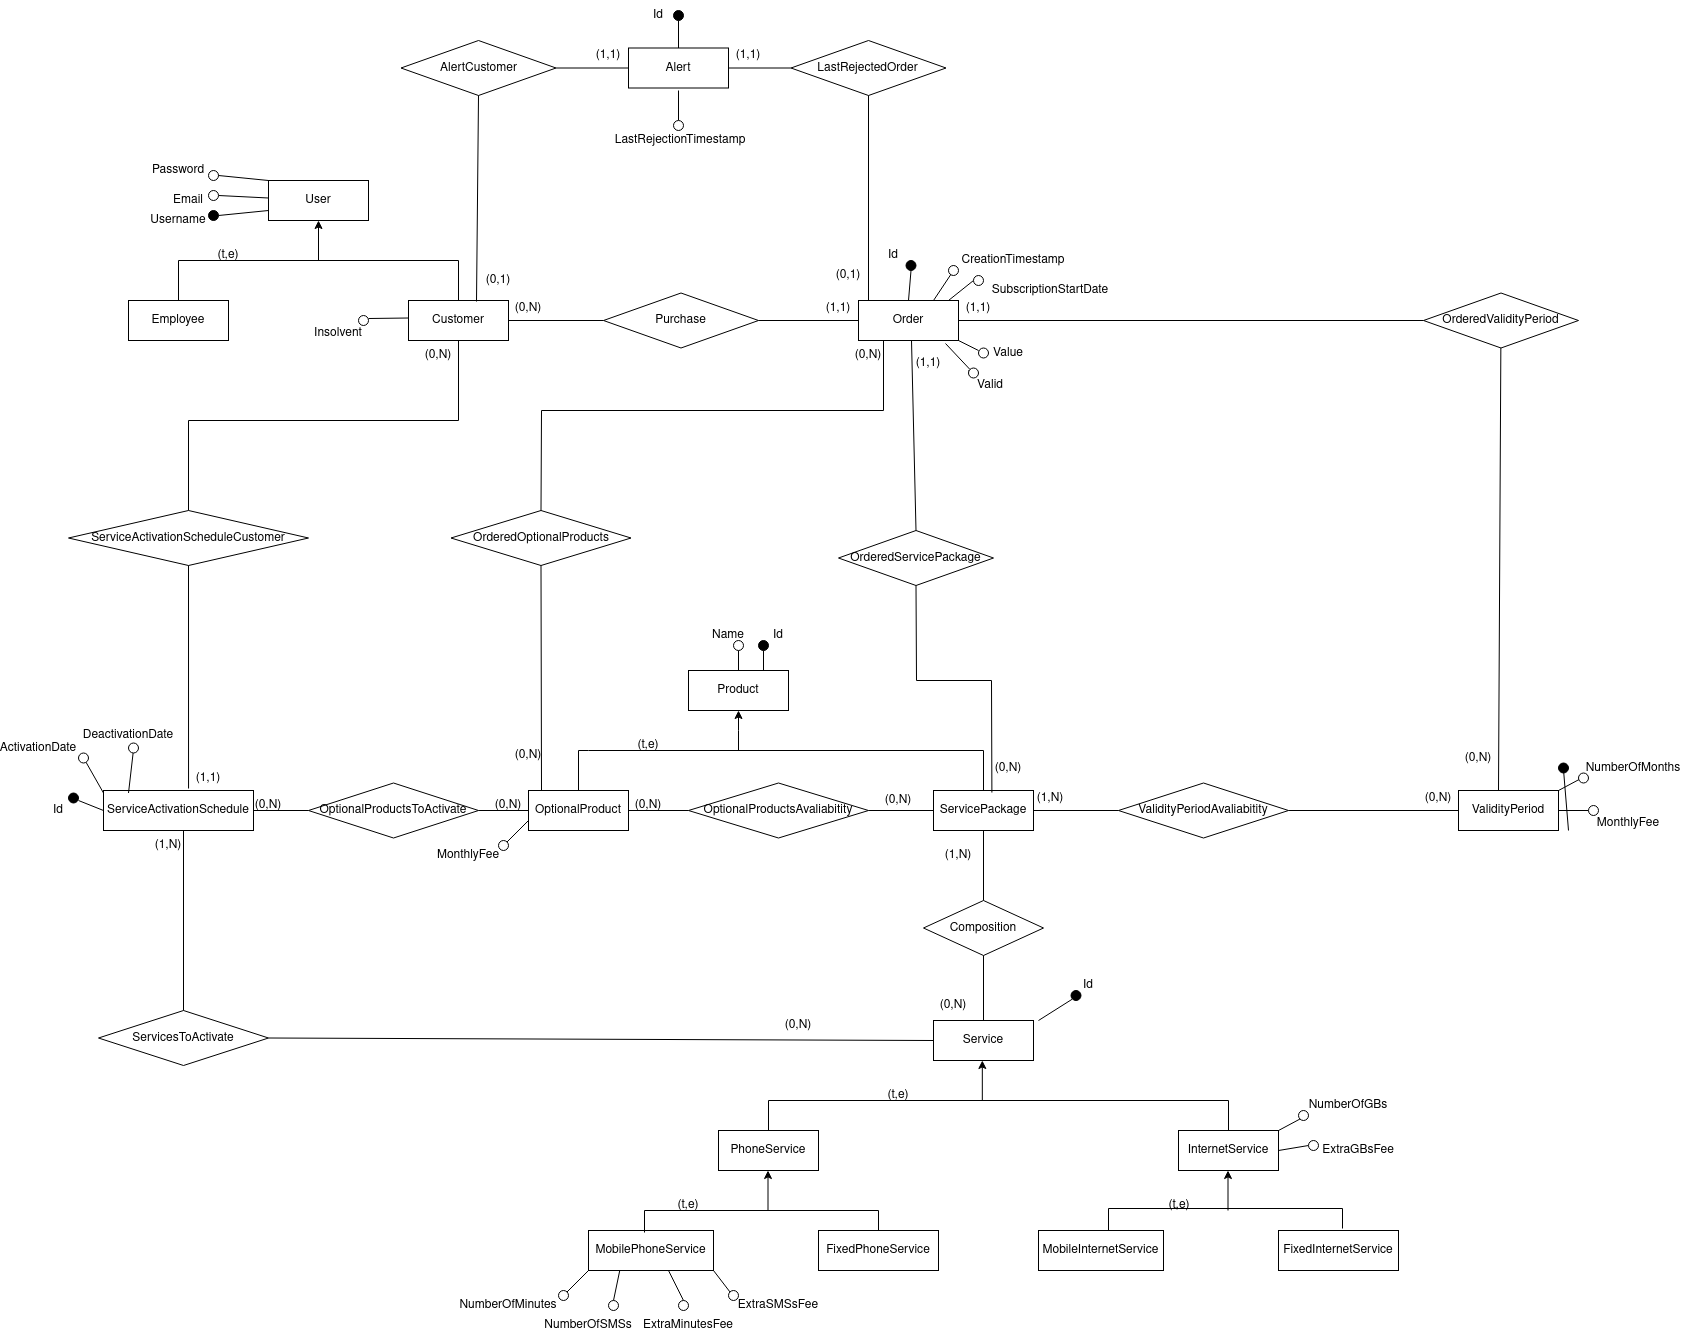 Id
AlertCustomer
(1,1)
Alert
(1,1)
LastRejectedOrder
LastRejectionTimestamp
Password
Email
Username
User
(t,e)
(0,1)
(0,1)
Id
CreationTimestamp
SubscriptionStartDate
Employee
Insolvent
Customer
(0,N)
Purchase
(1,1)
Order
(1,1)
OrderedValidityPeriod
(0,N)
(0,N)
(1,1)
Value
Valid
ServiceActivationScheduleCustomer
OrderedOptionalProducts
OrderedServicePackage
Name
Id
Product
ActivationDate
DeactivationDate
(t,e)
(0,N)
(0,N)
(0,N)
Id
(1,1)
ServiceActivationSchedule
(0,N)
OptionalProductsToActivate
(0,N)
OptionalProduct
(0,N)
OptionalProductsAvaliabitity
(0,N)
ServicePackage
(1,N)
ValidityPeriodAvaliabitity
(0,N)
ValidityPeriod
NumberOfMonths
MonthlyFee
MonthlyFee
(1,N)
(1,N)
Composition
(0,N)
Id
ServicesToActivate
(0,N)
Service
(t,e)
NumberOfGBs
PhoneService
InternetService
ExtraGBsFee
(t,e)
(t,e)
MobilePhoneService
FixedPhoneService
MobileInternetService
FixedInternetService
NumberOfMinutes
NumberOfSMSs
ExtraMinutesFee
ExtraSMSsFee